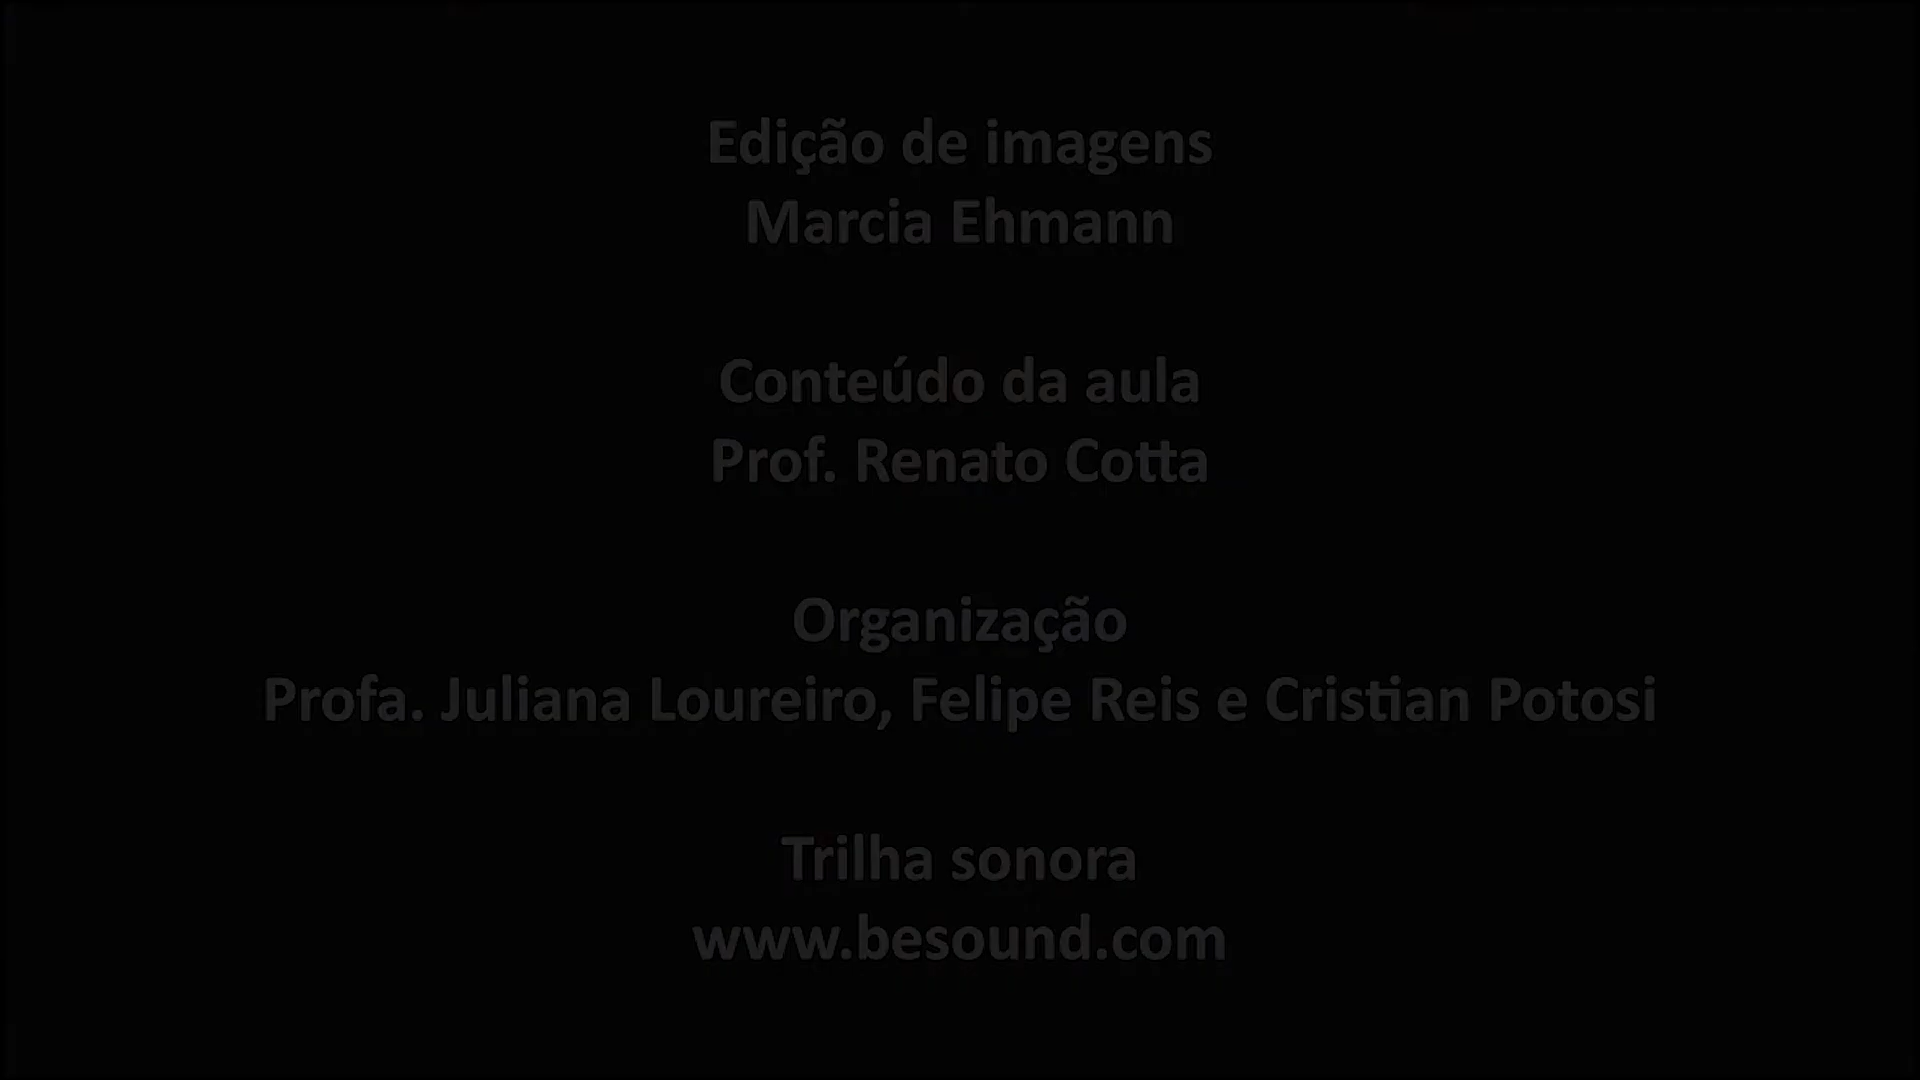 Edição de imagens
Marcia Ehmann
Conteúdo da aula
Prof. Renato Cotta
Organização
Profa. Juliana Loureiro, Felipe Reis e Cristian Potosi
Trilha sonora
www.besound.com